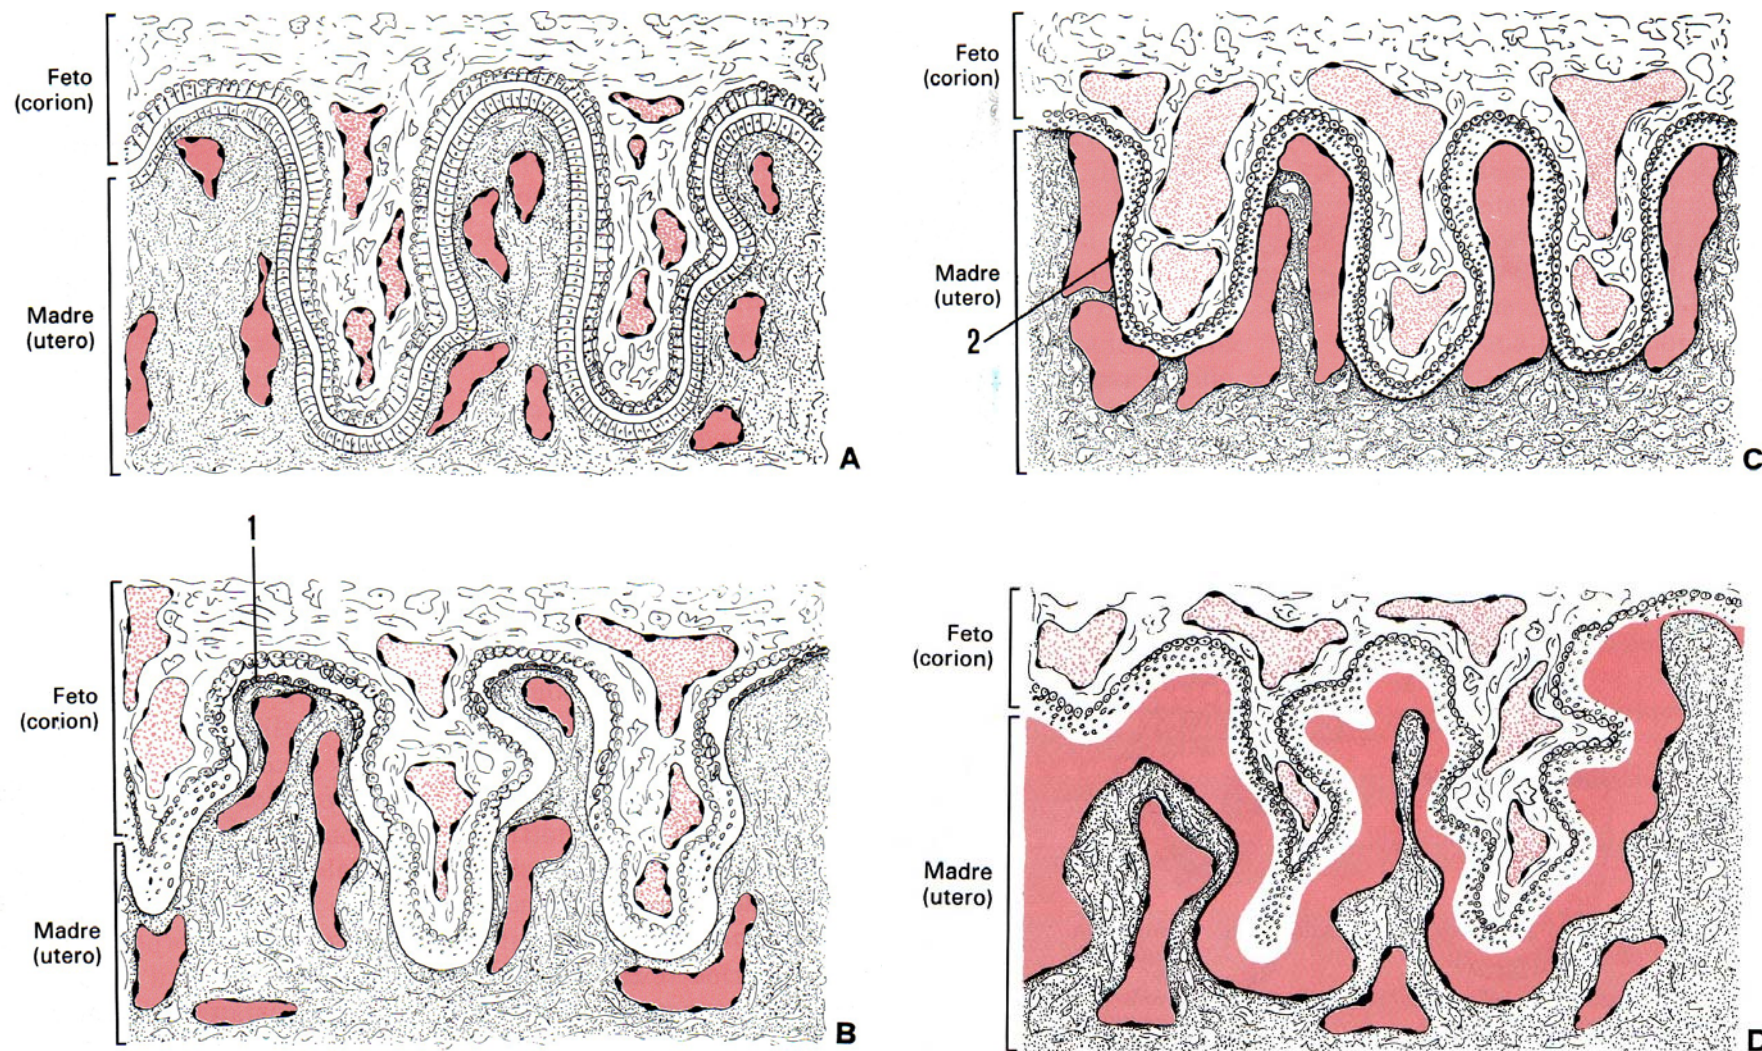 Feto
(corion)
Madre
(utero)
A
Feto
(corion)
Madre
(utero)
2
C
1
Feto
(corion)
Madre
(utero)
B
Feto
(corion)
Madre
(utero)
D